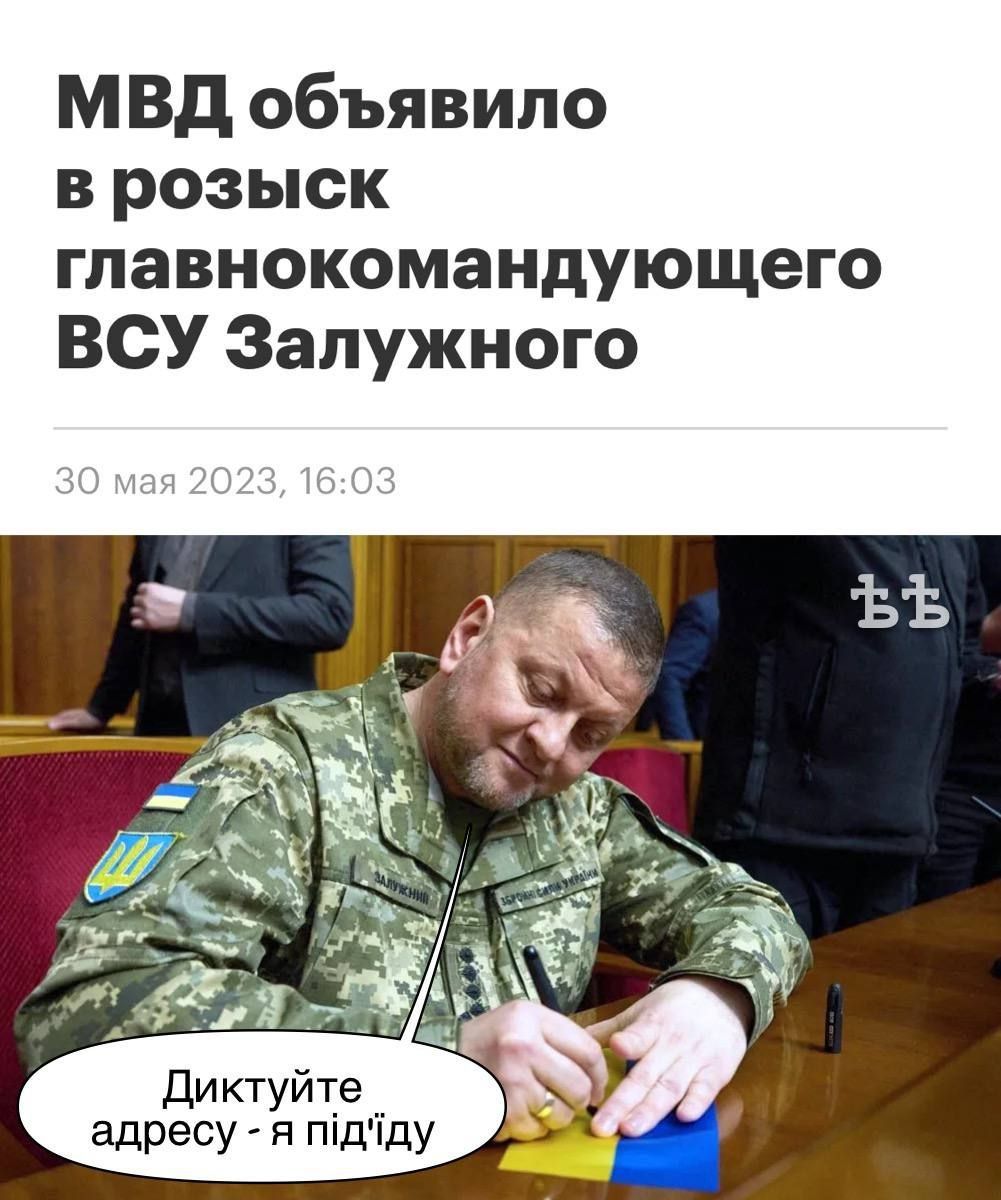 МВД объявило
в розыск
главнокомандующего
ВСУ Залужного
30 мая 2023, 16:03
ѣѣ
ЗАЛУЖНИЙ
ЗБРОЙНІ СИЛИ УКРАЇНИ
Диктуйте
адресу - я під'їду